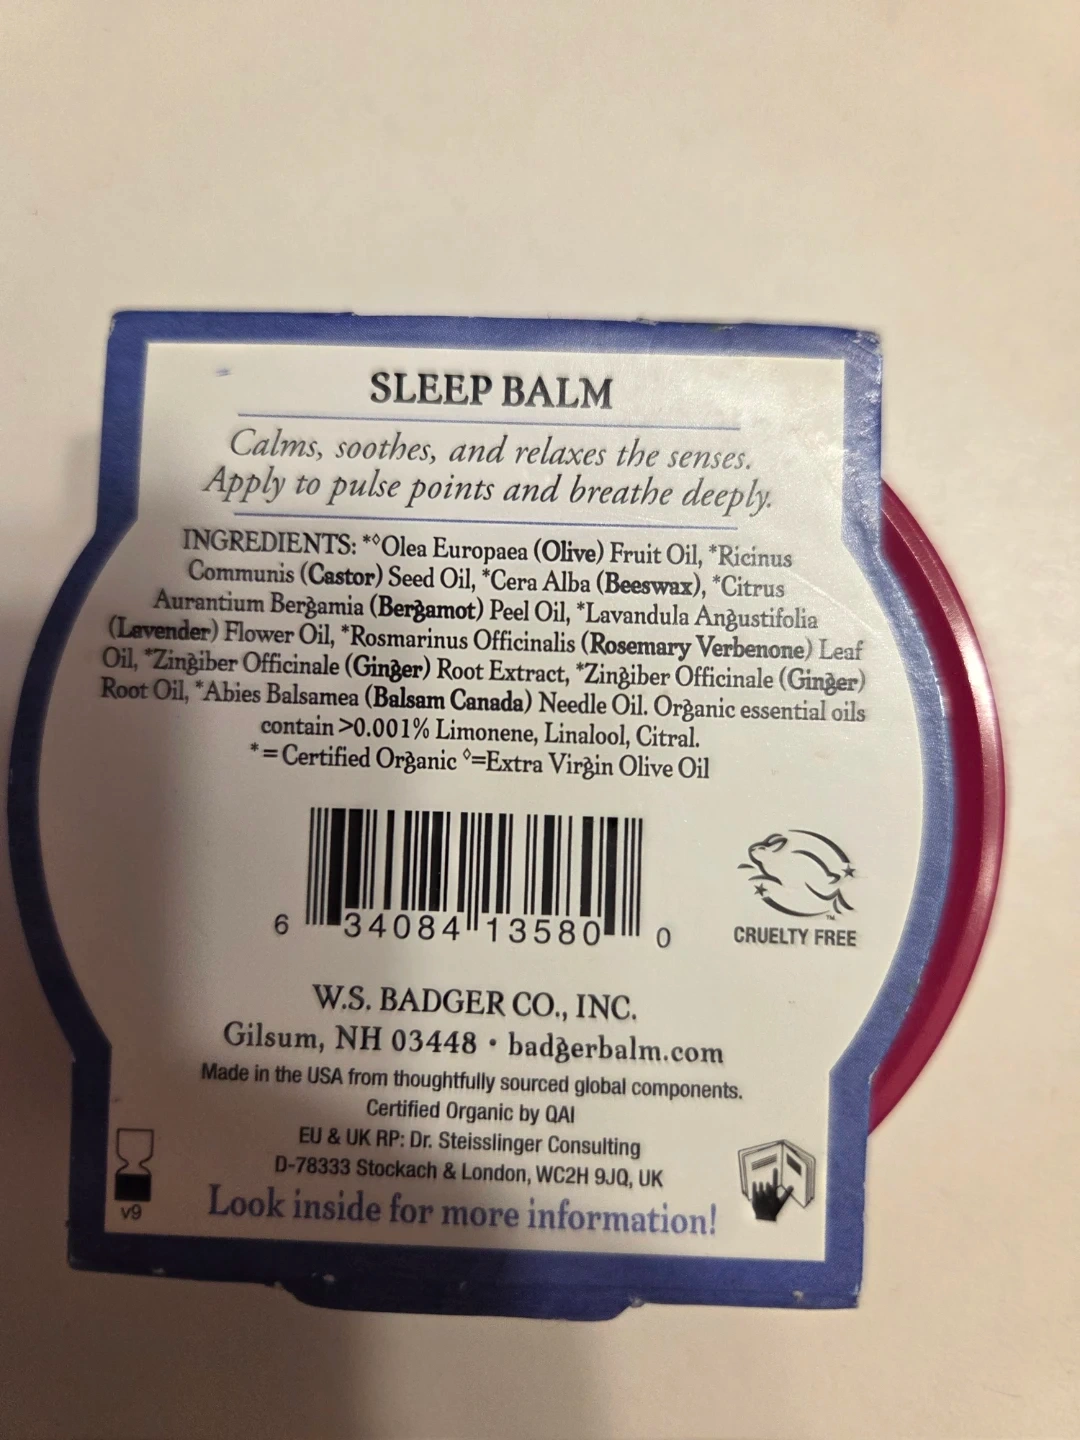 SLEEP BALM
Calms, soothes, and relaxes the senses.
Apply to pulse points and breathe deeply.
INGREDIENTS: *◊Olea Europaea (Olive) Fruit Oil, *Ricinus
Communis (Castor) Seed Oil, *Cera Alba (Beeswax), *Citrus
Aurantium Bergamia (Bergamot) Peel Oil, *Lavandula Angustifolia
(Lavender) Flower Oil, *Rosmarinus Officinalis (Rosemary Verbenone) Leaf
Oil, *Zingiber Officinale (Ginger) Root Extract, *Zingiber Officinale (Ginger)
Root Oil, *Abies Balsamea (Balsam Canada) Needle Oil. Organic essential oils
contain >0.001% Limonene, Linalool, Citral.
* = Certified Organic ◊=Extra Virgin Olive Oil
6 34084 13580 0
TM
CRUELTY FREE
W.S. BADGER CO., INC.
Gilsum, NH 03448 • badgerbalm.com
Made in the USA from thoughtfully sourced global components.
Certified Organic by QAI
EU & UK RP: Dr. Steisslinger Consulting
D-78333 Stockach & London, WC2H 9JQ, UK
v9
Look inside for more information!